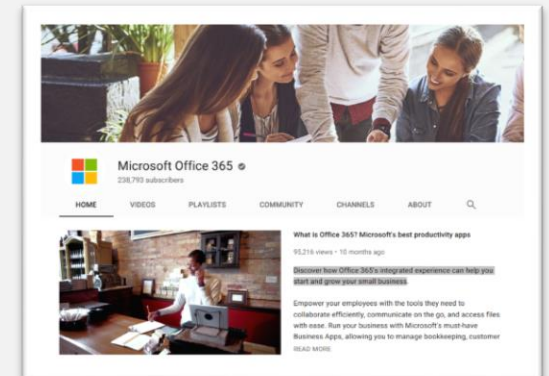 Microsoft Office 365
238,793 subscribers
HOME VIDEOS PLAYLISTS COMMUNITY CHANNELS ABOUT
What is Office 365? Microsoft's best productivity apps
95,216 views • 10 months ago
Discover how Office 365's integrated experience can help you
start and grow your small business.
Empower your employees with the tools they need to
collaborate efficiently, communicate on the go, and access files
with ease. Run your business with Microsoft's must-have
Business Apps, allowing you to manage bookkeeping, customer
READ MORE